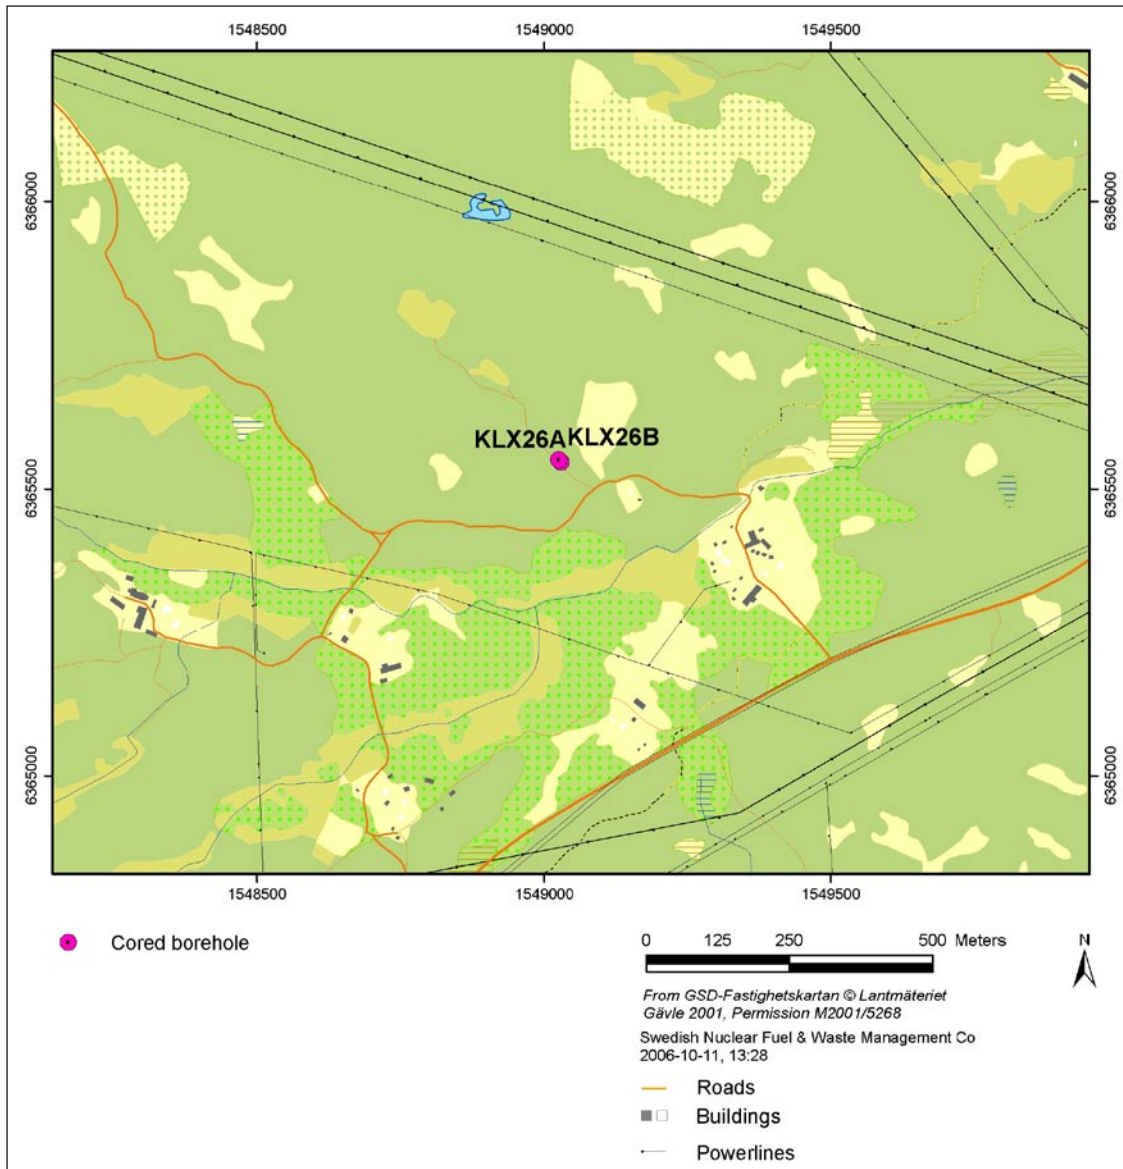 1548500 1549000 1549500
6366000 6366000
KLX26A KLX26B
6365500 6365500
6365000 6365000
1548500 1549000 1549500
Cored borehole
0 125 250 500 Meters
N
From GSD-Fastighetskartan © Lantmäteriet
Gävle 2001, Permission M2001/5268
Swedish Nuclear Fuel & Waste Management Co
2006-10-11, 13:28
Roads
Buildings
Powerlines